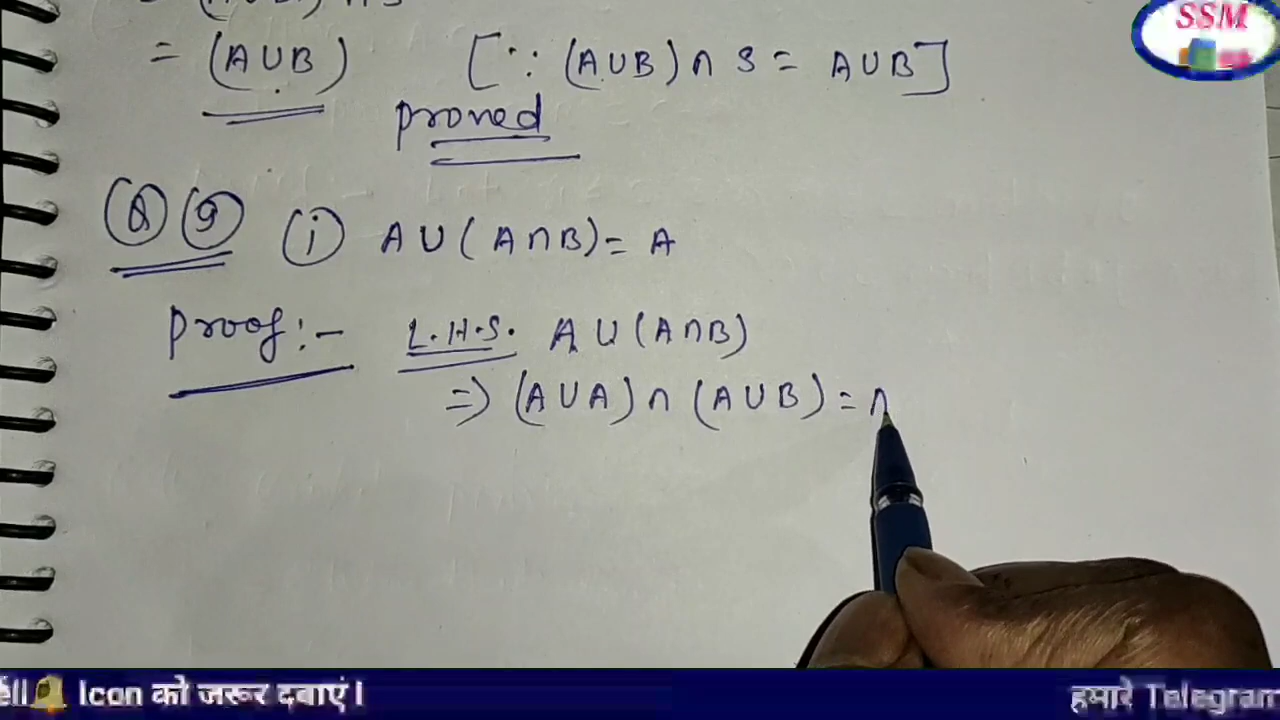 SSM
= (A∪B) [∵ (A∪B)∩S = A∪B]
proved
Q 9 (i) A∪(A∩B)= A
Proof:- L.H.S. A∪(A∩B)
=> (A∪A)∩(A∪B)=
Icon को जरूर दबाएं। हमारे Telegram